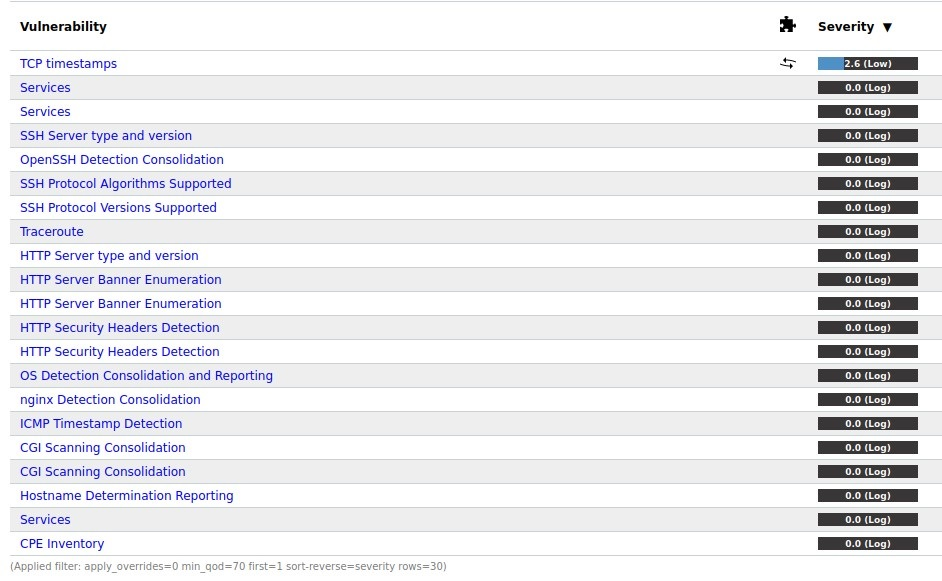 Vulnerability Severity ▼
TCP timestamps 2.6 (Low)
Services 0.0 (Log)
Services 0.0 (Log)
SSH Server type and version 0.0 (Log)
OpenSSH Detection Consolidation 0.0 (Log)
SSH Protocol Algorithms Supported 0.0 (Log)
SSH Protocol Versions Supported 0.0 (Log)
Traceroute 0.0 (Log)
HTTP Server type and version 0.0 (Log)
HTTP Server Banner Enumeration 0.0 (Log)
HTTP Server Banner Enumeration 0.0 (Log)
HTTP Security Headers Detection 0.0 (Log)
HTTP Security Headers Detection 0.0 (Log)
OS Detection Consolidation and Reporting 0.0 (Log)
nginx Detection Consolidation 0.0 (Log)
ICMP Timestamp Detection 0.0 (Log)
CGI Scanning Consolidation 0.0 (Log)
CGI Scanning Consolidation 0.0 (Log)
Hostname Determination Reporting 0.0 (Log)
Services 0.0 (Log)
CPE Inventory 0.0 (Log)
(Applied filter: apply_overrides=0 min_qod=70 first=1 sort-reverse=severity rows=30)